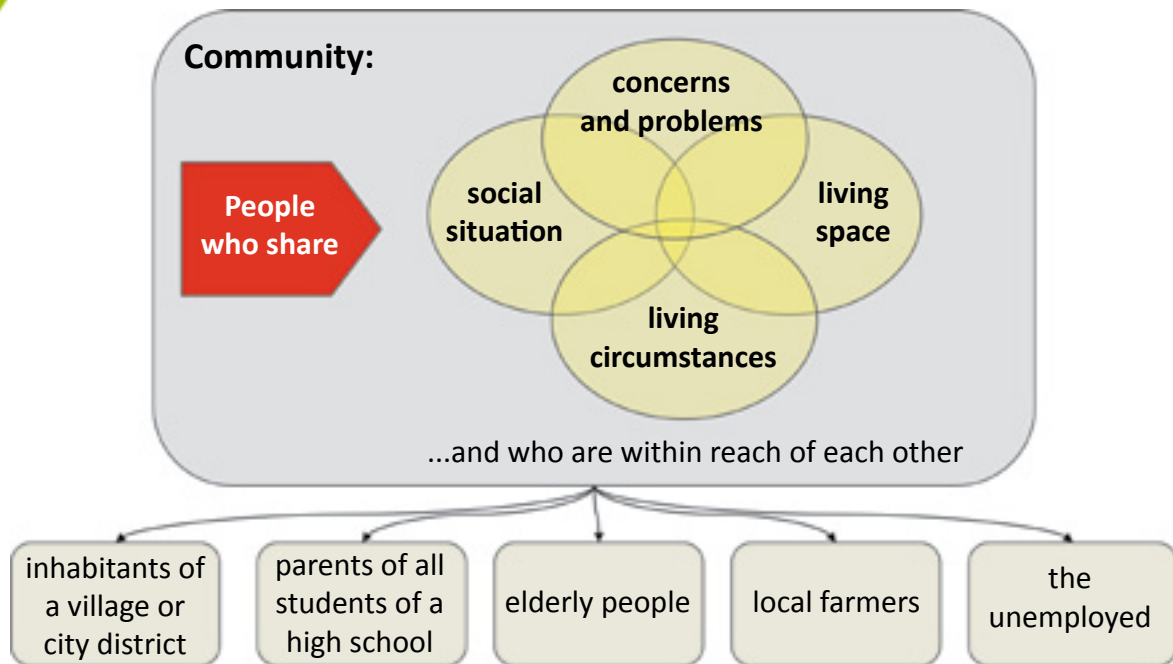 Community:
People
who share
concerns
and problems
social
situation
living
space
living
circumstances
...and who are within reach of each other
inhabitants of
a village or
city district
parents of all
students of a
high school
elderly people
local farmers
the
unemployed